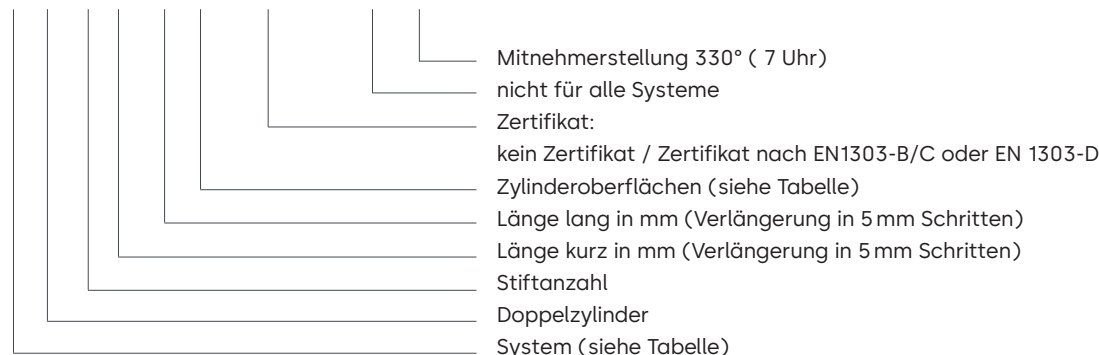 Mitnehmerstellung 330° ( 7 Uhr)
nicht für alle Systeme
Zertifikat:
kein Zertifikat / Zertifikat nach EN1303-B/C oder EN 1303-D
Zylinderoberflächen (siehe Tabelle)
Länge lang in mm (Verlängerung in 5 mm Schritten)
Länge kurz in mm (Verlängerung in 5 mm Schritten)
Stiftanzahl
Doppelzylinder
System (siehe Tabelle)